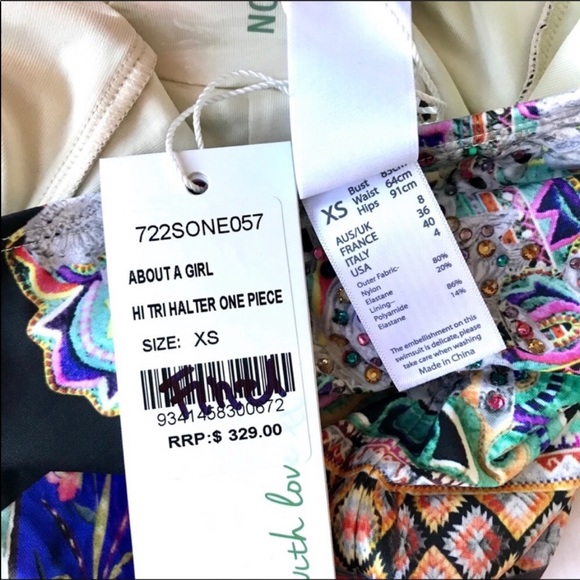 722SONE057
ABOUT A GIRL
HI TRI HALTER ONE PIECE
SIZE: XS
Final
9341458300672
RRP:$ 329.00
with lov
XS
Bust 85cm
Waist 64cm
Hips 91cm
AUS/UK 8
FRANCE 36
ITALY 40
USA 4
Outer Fabric-
Nylon 80%
Elastane 20%
Lining--
Polyamide 86%
Elastane 14%
The embellishment on this
swimsuit is delicate, please
take care when washing
Made in China